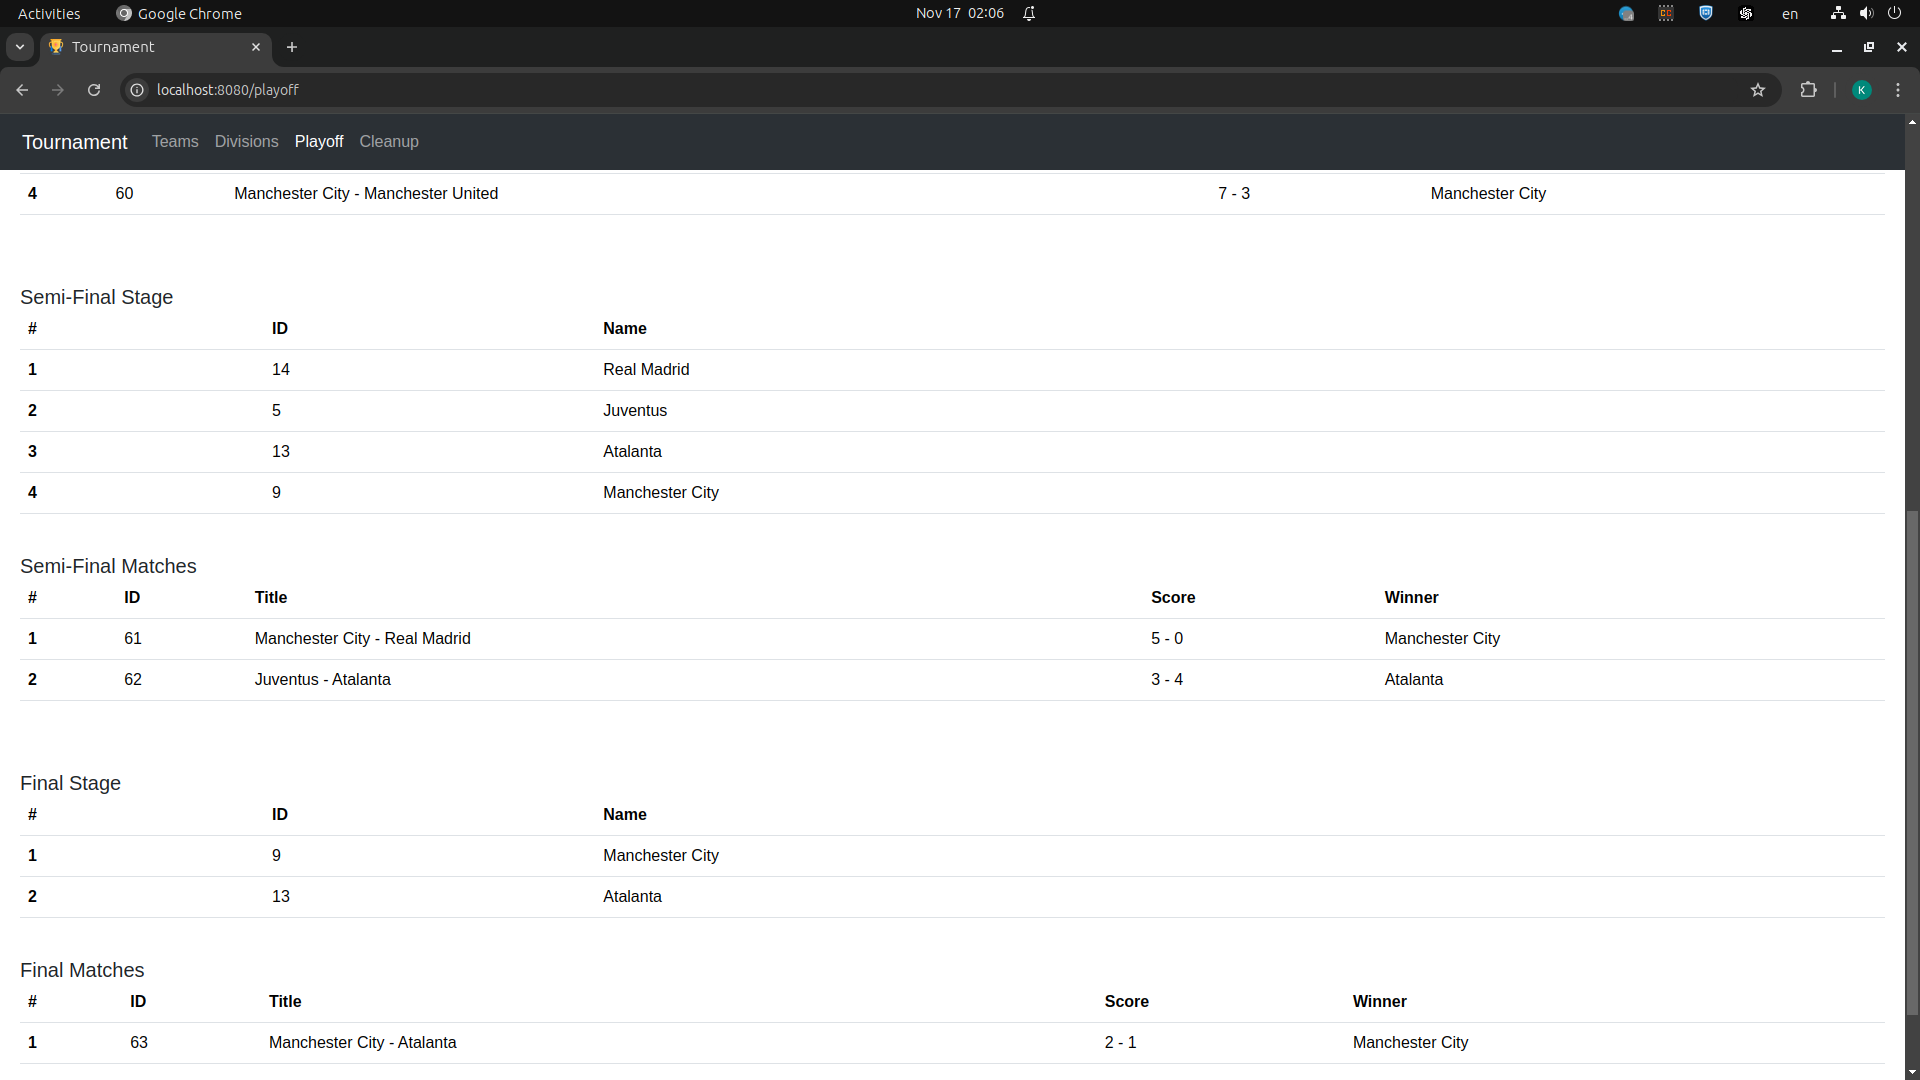 Activities Google Chrome Nov 17 02:06 en
Tournament
localhost:8080/playoff K
Tournament Teams Divisions Playoff Cleanup
4 60 Manchester City - Manchester United 7 - 3 Manchester City
Semi-Final Stage
# ID Name
1 14 Real Madrid
2 5 Juventus
3 13 Atalanta
4 9 Manchester City
Semi-Final Matches
# ID Title Score Winner
1 61 Manchester City - Real Madrid 5 - 0 Manchester City
2 62 Juventus - Atalanta 3 - 4 Atalanta
Final Stage
# ID Name
1 9 Manchester City
2 13 Atalanta
Final Matches
# ID Title Score Winner
1 63 Manchester City - Atalanta 2 - 1 Manchester City